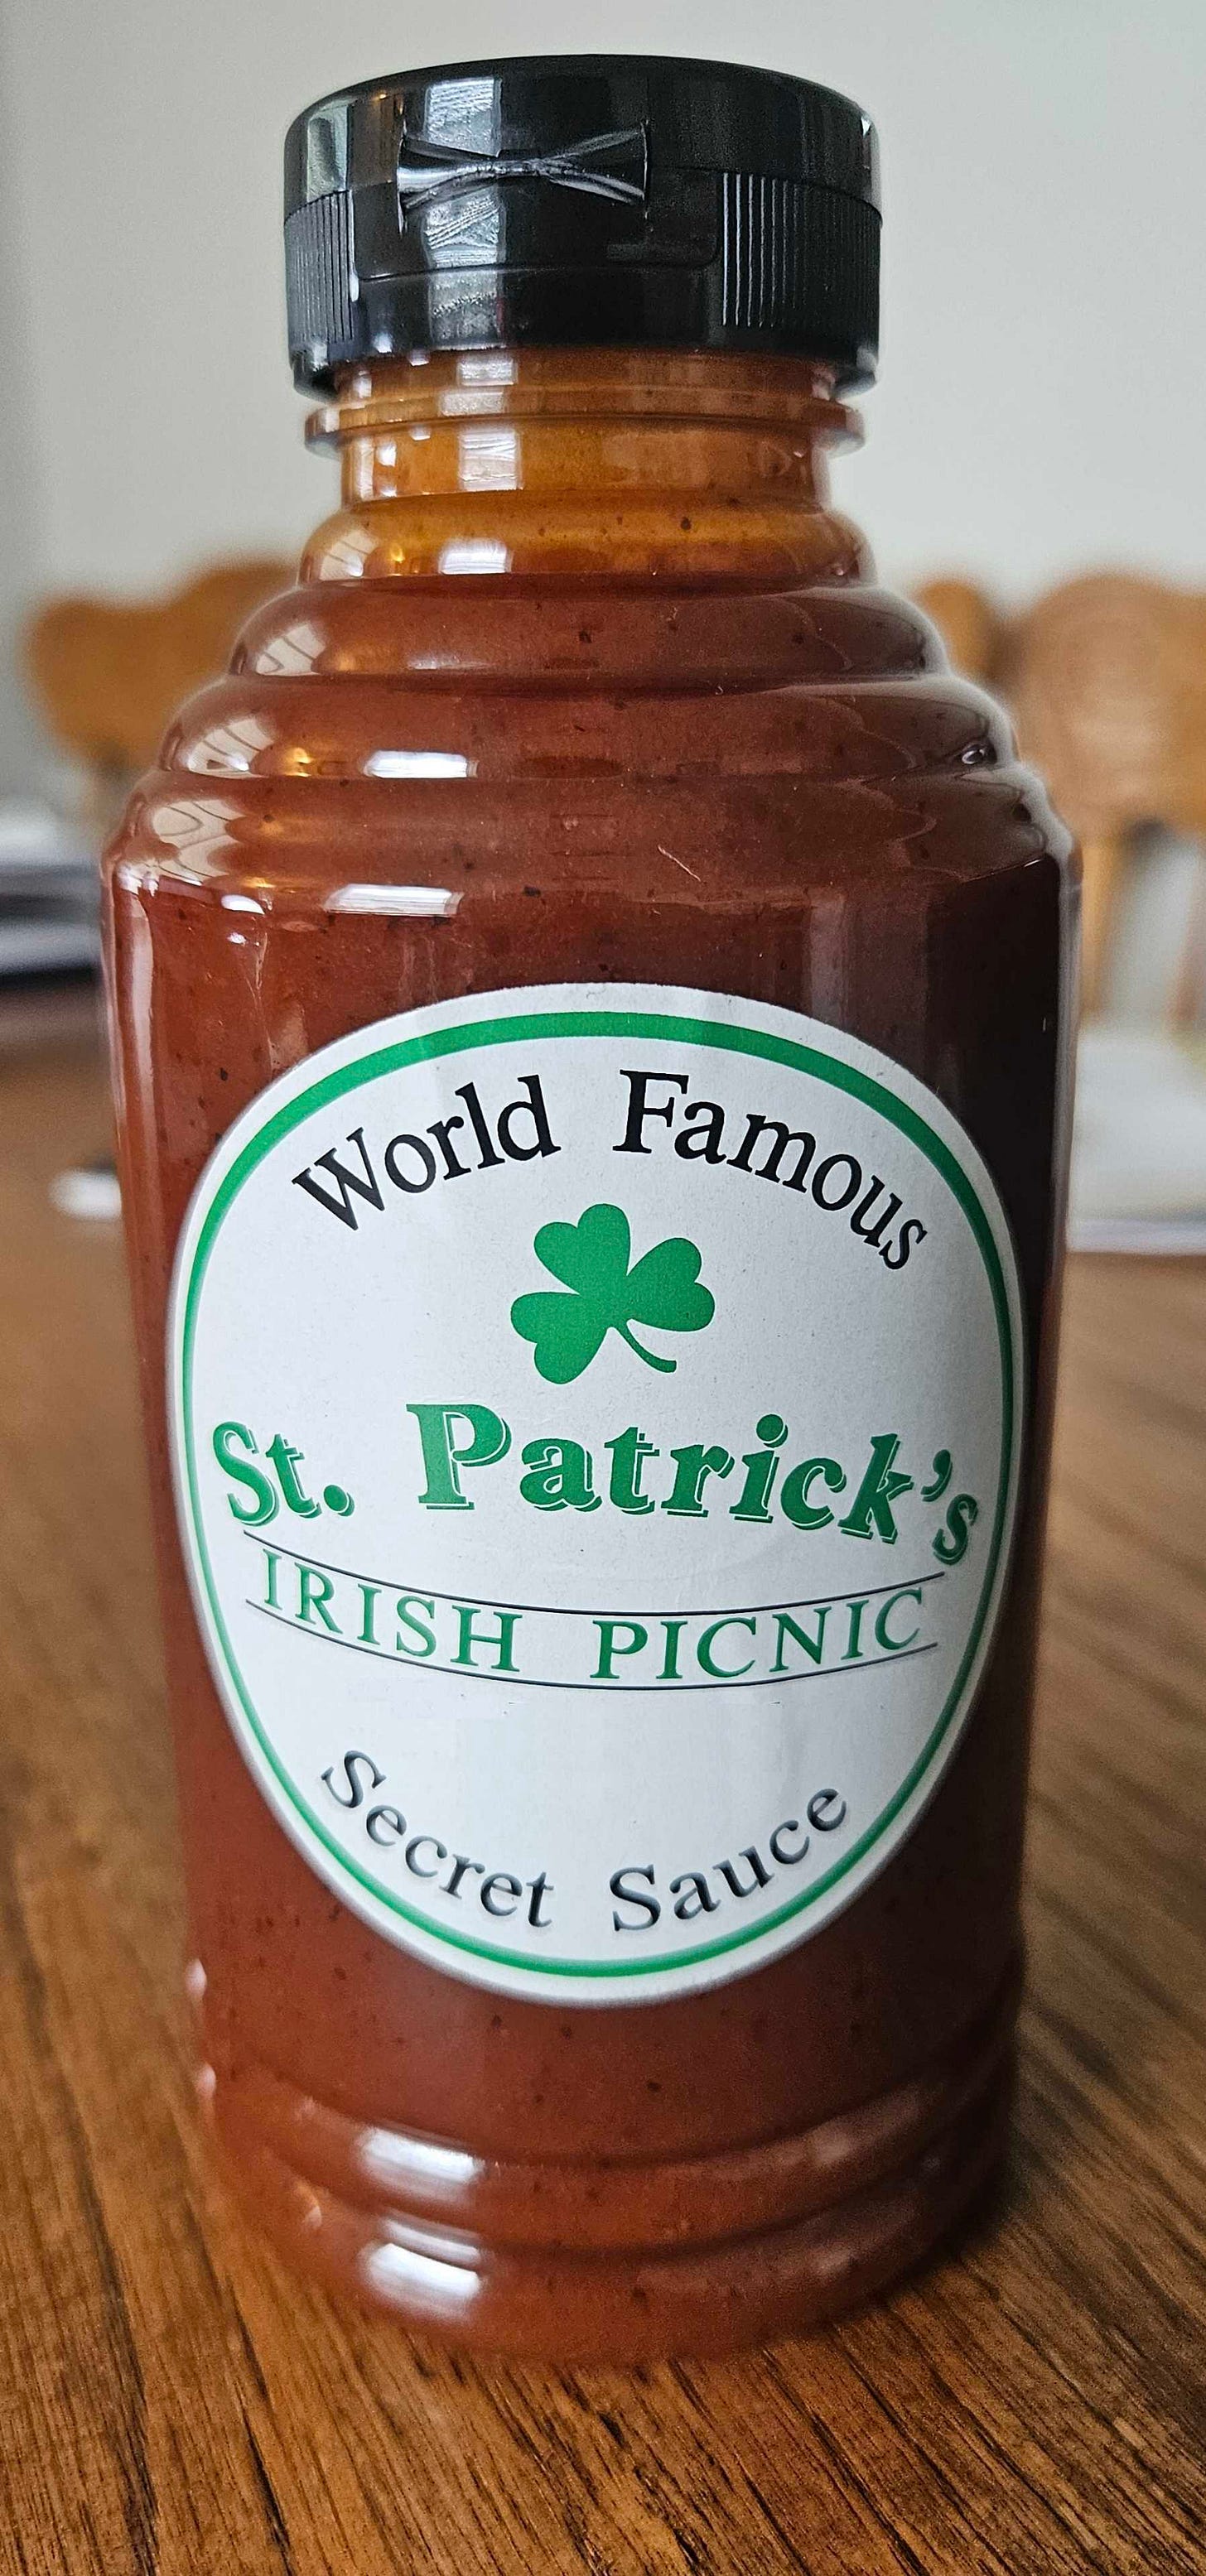 World Famous
St. Patrick's
IRISH PICNIC
Secret Sauce